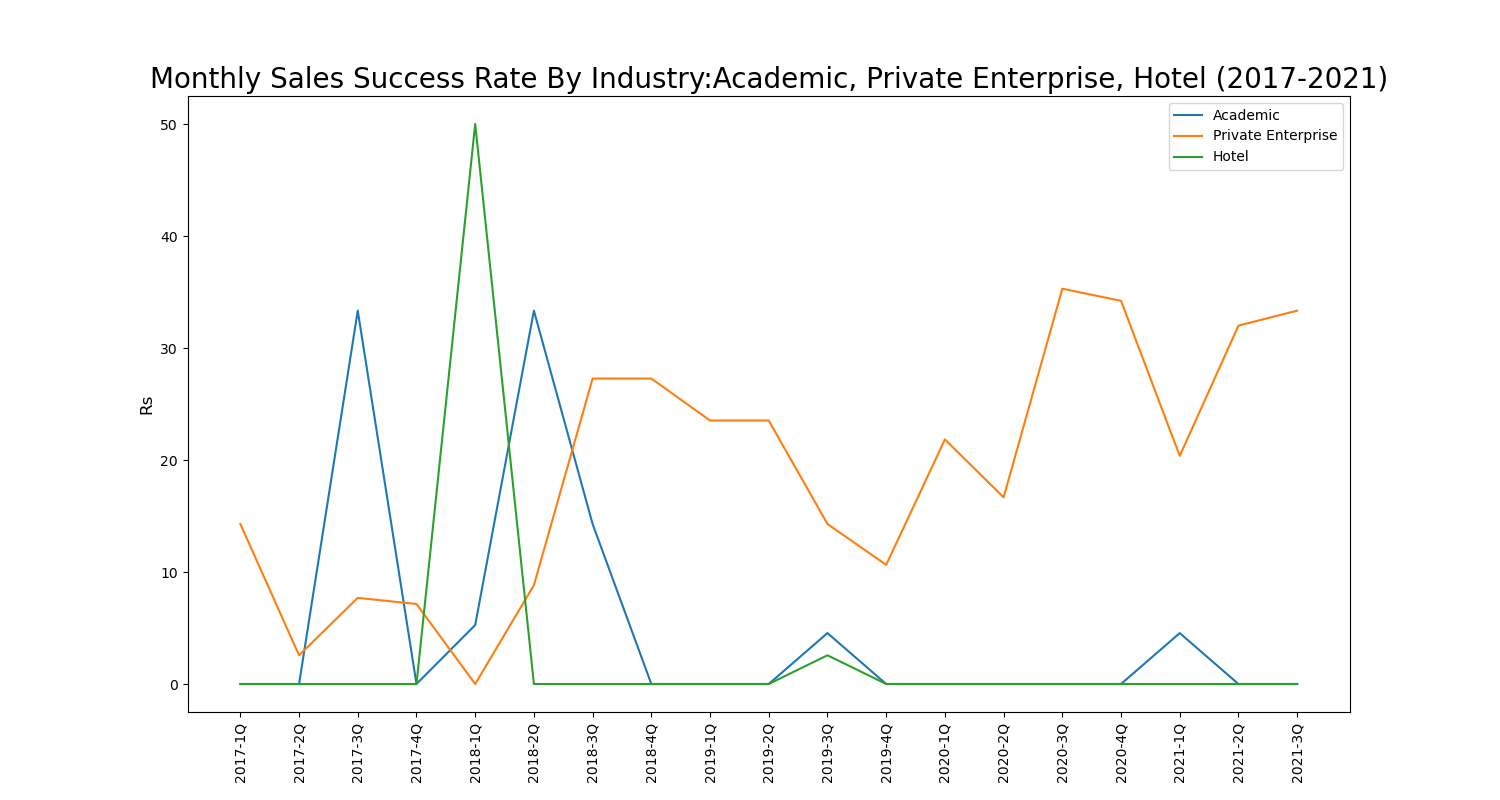 Monthly Sales Success Rate By Industry:Academic, Private Enterprise, Hotel (2017-2021)
Academic
Private Enterprise
Hotel
50
40
30
20
10
0
Rs
2017-1Q
2017-2Q
2017-3Q
2017-4Q
2018-1Q
2018-2Q
2018-3Q
2018-4Q
2019-1Q
2019-2Q
2019-3Q
2019-4Q
2020-1Q
2020-2Q
2020-3Q
2020-4Q
2021-1Q
2021-2Q
2021-3Q